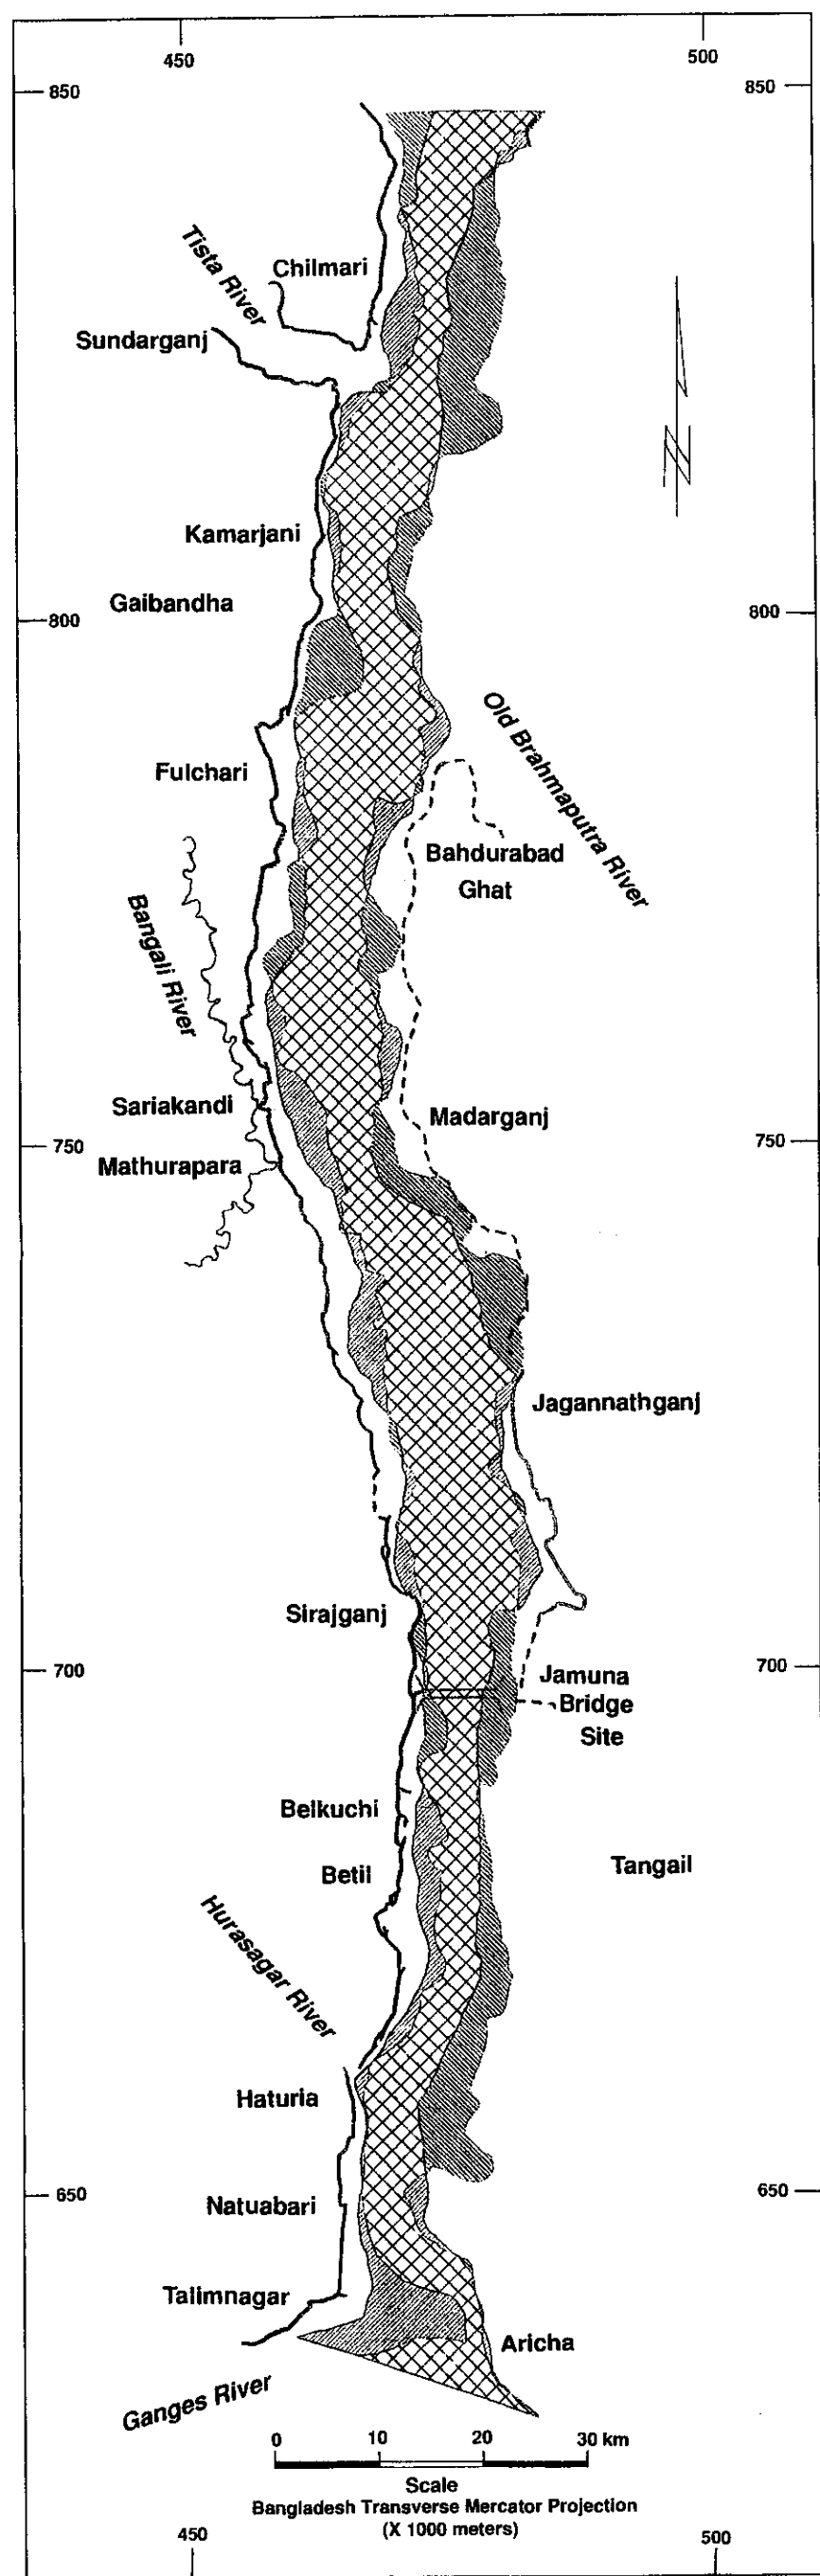 450 500
850 850
Tista River
Chilmari
Sundarganj
Kamarjani
Gaibandha
800 800
Old Brahmaputra River
Fulchari
Bahdurabad
Ghat
Bangali River
Sariakandi
Madarganj
750 750
Mathurapara
Jagannathganj
Sirajganj
700 700
Jamuna
Bridge
Site
Belkuchi
Tangail
Betil
Hurasagar River
Haturia
650 650
Natuabari
Talimnagar
Aricha
Ganges River
0 10 20 30 km
Scale
Bangladesh Transverse Mercator Projection
(X 1000 meters)
450 500